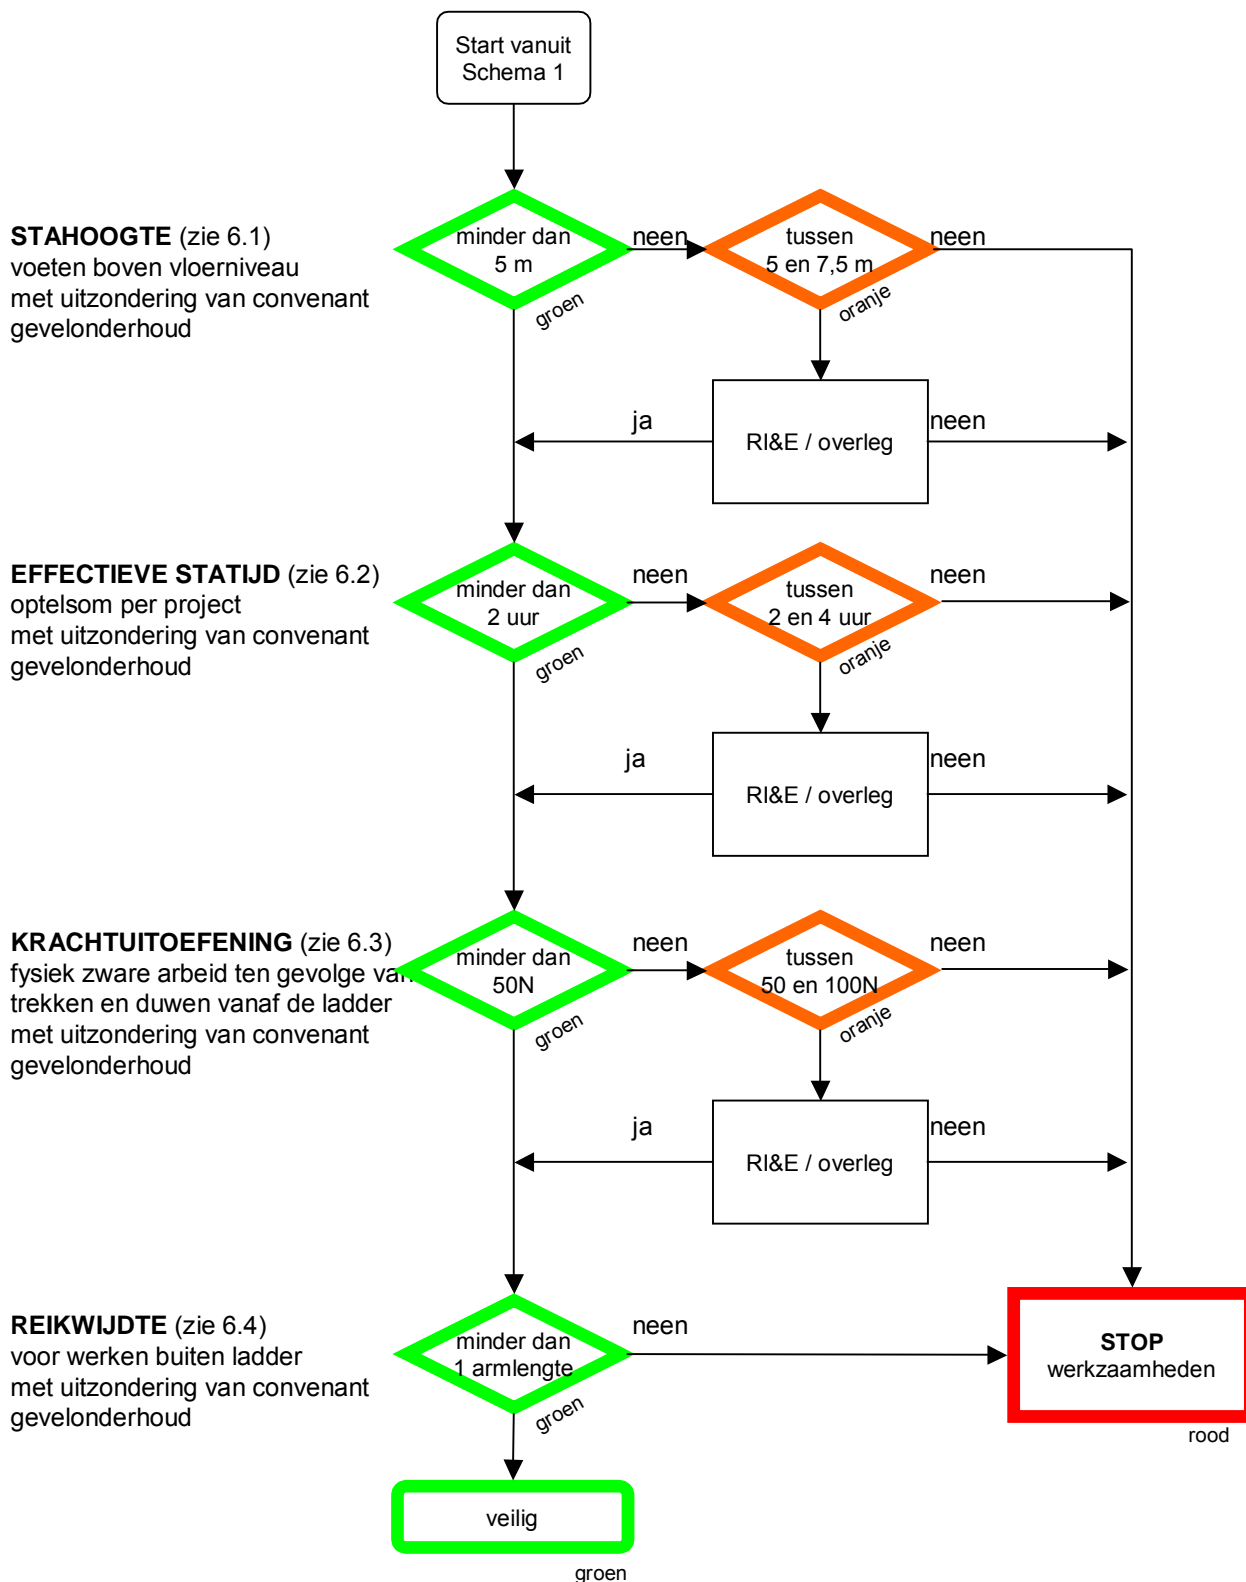 Start vanuit
Schema 1
STAHOOGTE (zie 6.1)
voeten boven vloerniveau
met uitzondering van convenant
gevelonderhoud
minder dan
5 m
groen
neen
tussen
5 en 7,5 m
oranje
neen
ja
RI&E / overleg
neen
EFFECTIEVE STATIJD (zie 6.2)
optelsom per project
met uitzondering van convenant
gevelonderhoud
minder dan
2 uur
groen
neen
tussen
2 en 4 uur
oranje
neen
ja
RI&E / overleg
neen
KRACHTUITOEFENING (zie 6.3)
fysiek zware arbeid ten gevolge van
trekken en duwen vanaf de ladder
met uitzondering van convenant
gevelonderhoud
minder dan
50N
groen
neen
tussen
50 en 100N
oranje
neen
ja
RI&E / overleg
neen
REIKWIJDTE (zie 6.4)
voor werken buiten ladder
met uitzondering van convenant
gevelonderhoud
minder dan
1 armlengte
groen
neen
STOP
werkzaamheden
rood
veilig
groen